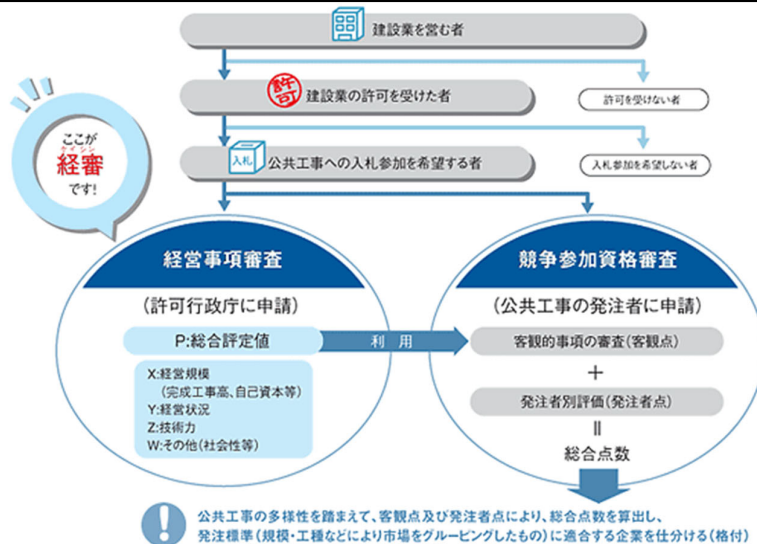 建設業を営む者
許可
建設業の許可を受けた者
許可を受けない者
ここが
ケイシン
経審
です!
入札
公共工事への入札参加を希望する者
入札参加を希望しない者
経営事項審査
(許可行政庁に申請)
P:総合評定値
X:経営規模
(完成工事高、自己資本等)
Y:経営状況
Z:技術力
W:その他(社会性等)
利用
競争参加資格審査
(公共工事の発注者に申請)
客観的事項の審査(客観点)
+
発注者別評価(発注者点)
=
総合点数
!
公共工事の多様性を踏まえて、客観点及び発注者点により、総合点数を算出し、
発注標準(規模・工種などにより市場をグルーピングしたもの)に適合する企業を仕分ける(格付)